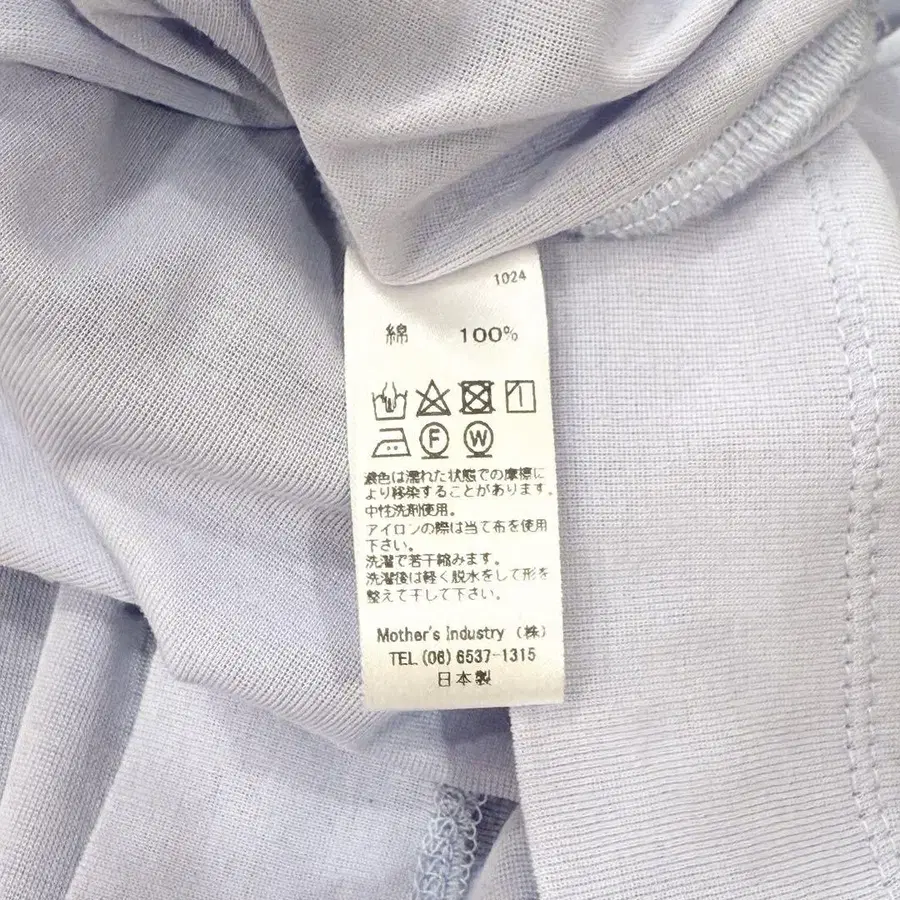 1024
綿 100%
F W
濃色は濡れた状態での摩擦に
より移染することがあります。
中性洗剤使用。
アイロンの際は当て布を使用
下さい。
洗濯で若干縮みます。
洗濯後は軽く脱水をして形を
整えて干して下さい。
Mother's Industry (株)
TEL (06) 6537-1315
日本製